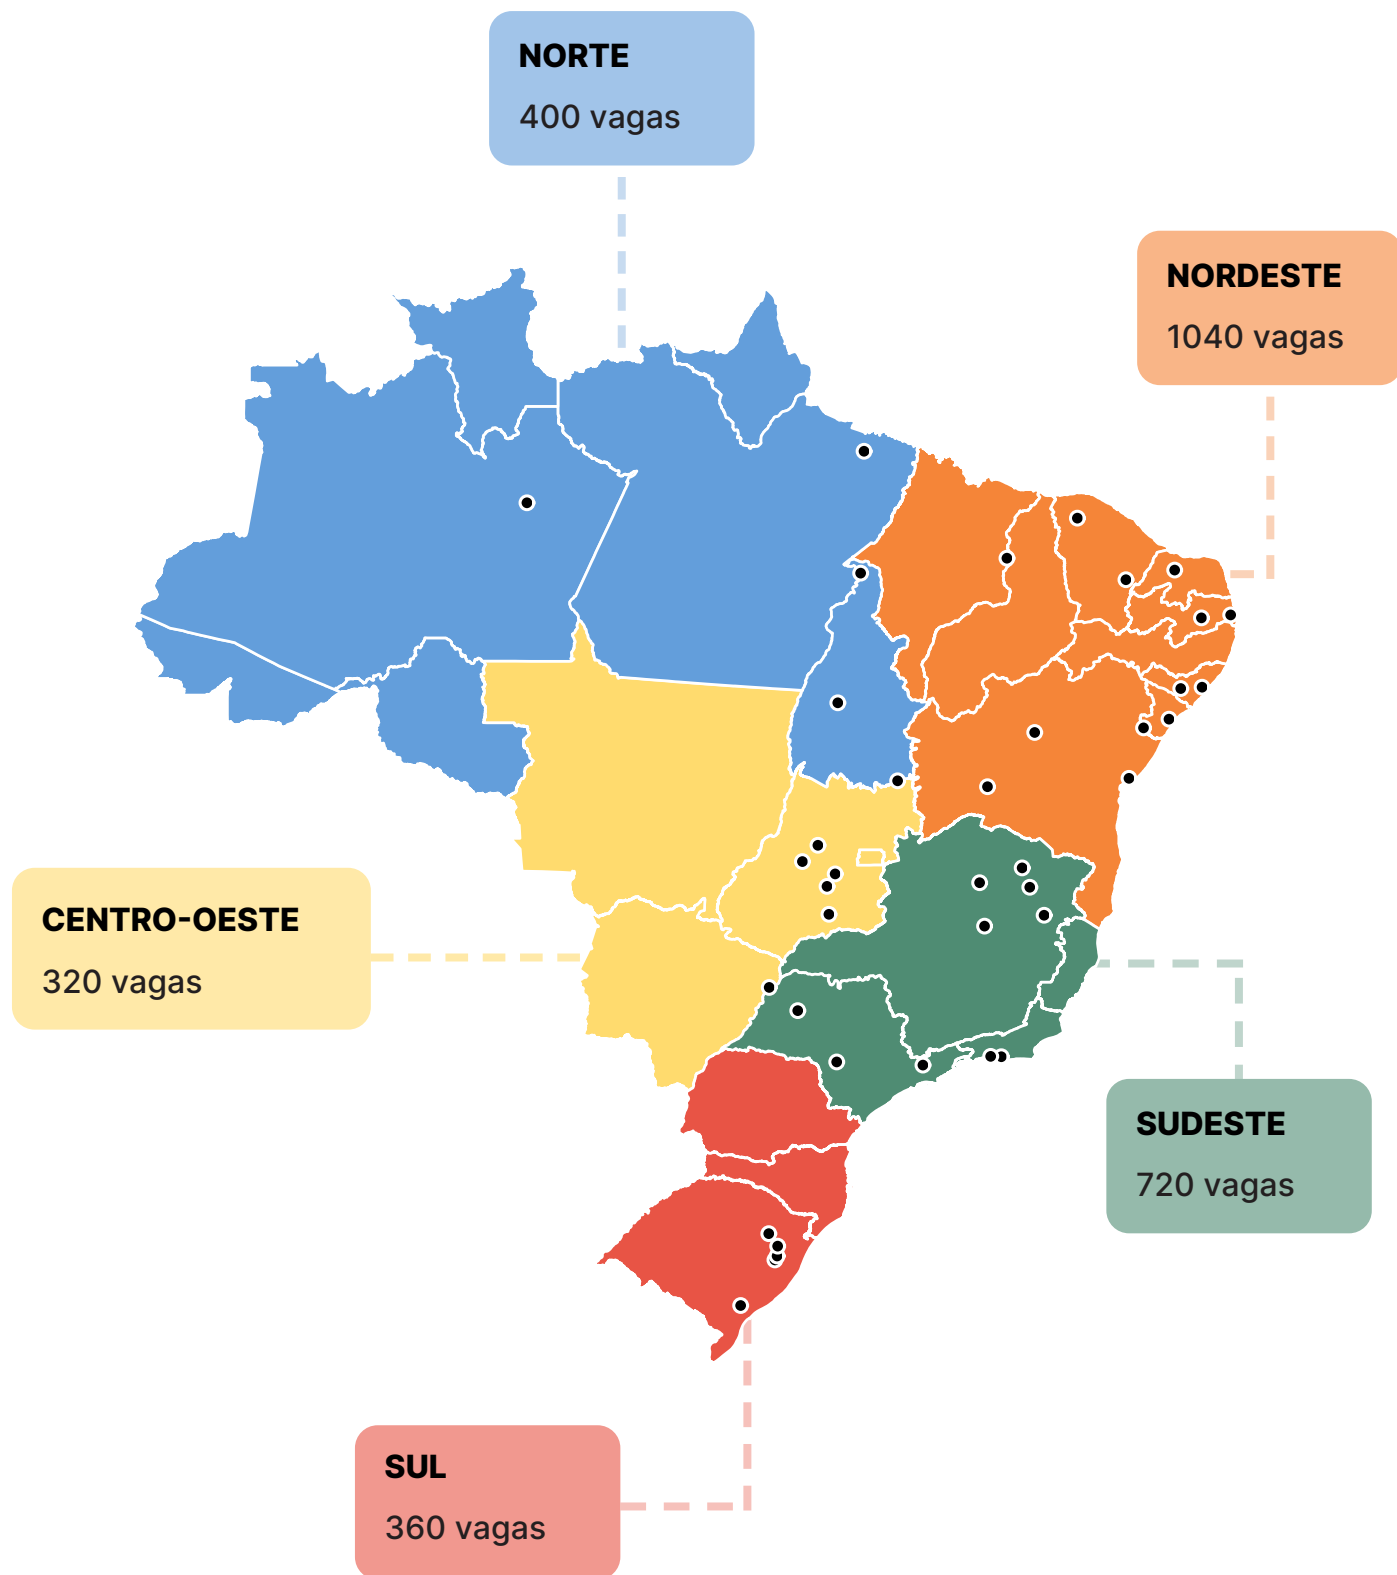 NORTE
400 vagas
NORDESTE
1040 vagas
CENTRO-OESTE
320 vagas
SUDESTE
720 vagas
SUL
360 vagas